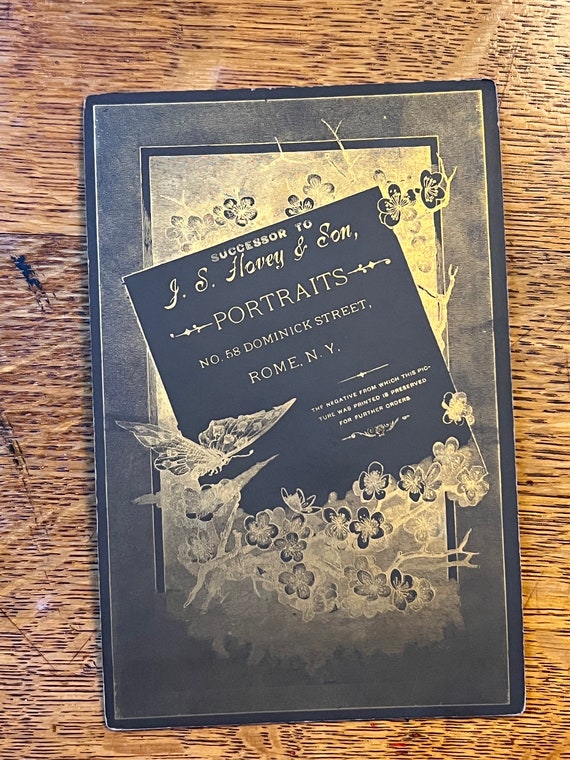 SUCCESSOR TO
J. S. Hovey & Son,
PORTRAITS
NO. 58 DOMINICK STREET,
ROME, N. Y.
THE NEGATIVE FROM WHICH THIS PIC-
TURE WAS PRINTED IS PRESERVED
FOR FURTHER ORDERS